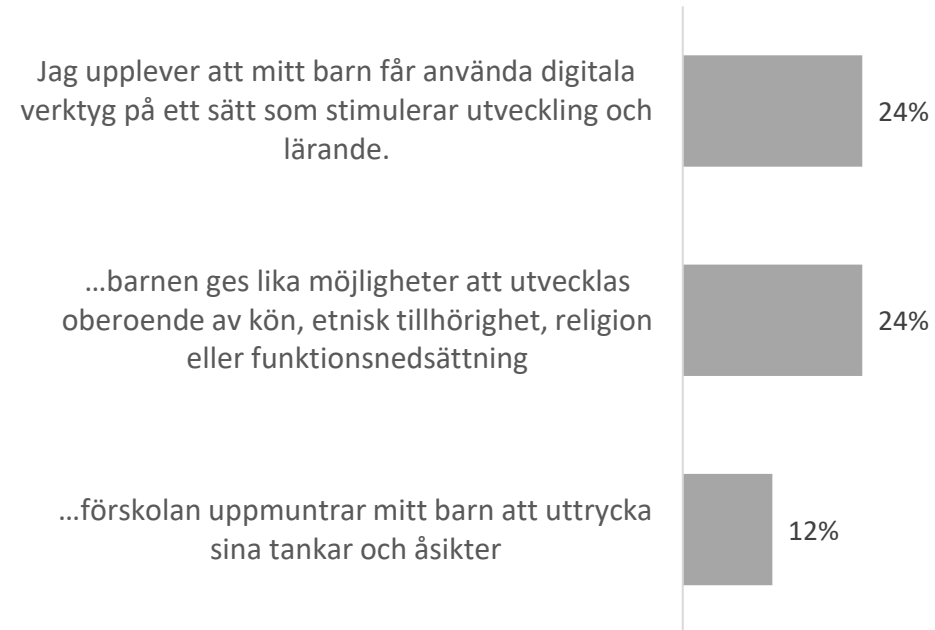 Jag upplever att mitt barn får använda digitala
verktyg på ett sätt som stimulerar utveckling och
lärande.
24%
…barnen ges lika möjligheter att utvecklas
oberoende av kön, etnisk tillhörighet, religion
eller funktionsnedsättning
24%
…förskolan uppmuntrar mitt barn att uttrycka
sina tankar och åsikter
12%